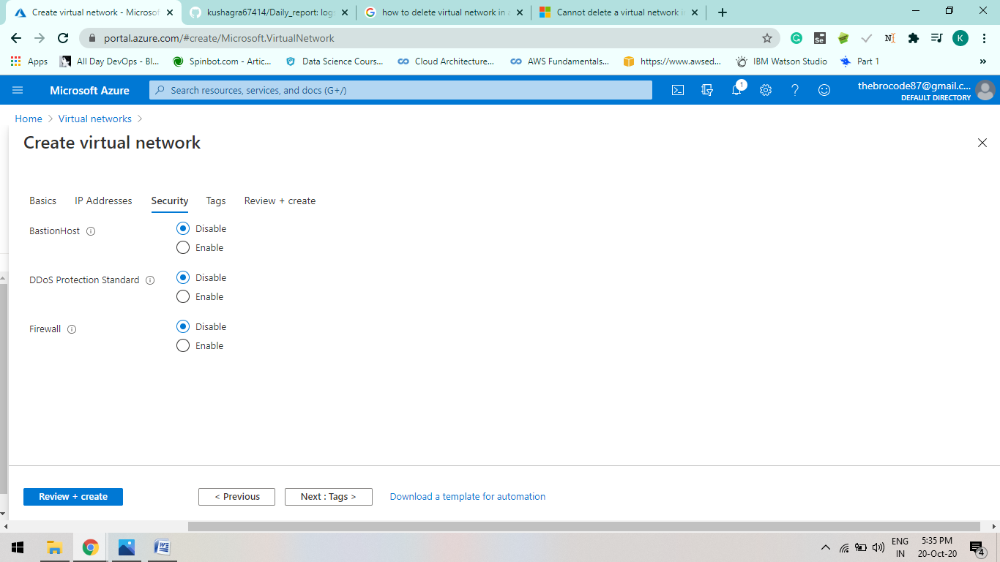 Create virtual network - Microsof
kushagra67414/Daily_report: log
how to delete virtual network in
Cannot delete a virtual network i
portal.azure.com/#create/Microsoft.VirtualNetwork
Apps
All Day DevOps - Bl...
Spinbot.com - Artic...
Data Science Cours...
Cloud Architecture...
AWS Fundamentals...
https://www.awsed...
IBM Watson Studio
Part 1
Microsoft Azure
Search resources, services, and docs (G+/)
1
thebrocode87@gmail.c...
DEFAULT DIRECTORY
Home > Virtual networks >
Create virtual network
Basics IP Addresses Security Tags Review + create
BastionHost
Disable
Enable
DDoS Protection Standard
Disable
Enable
Firewall
Disable
Enable
Review + create
< Previous
Next : Tags >
Download a template for automation
ENG
IN
5:35 PM
20-Oct-20
4